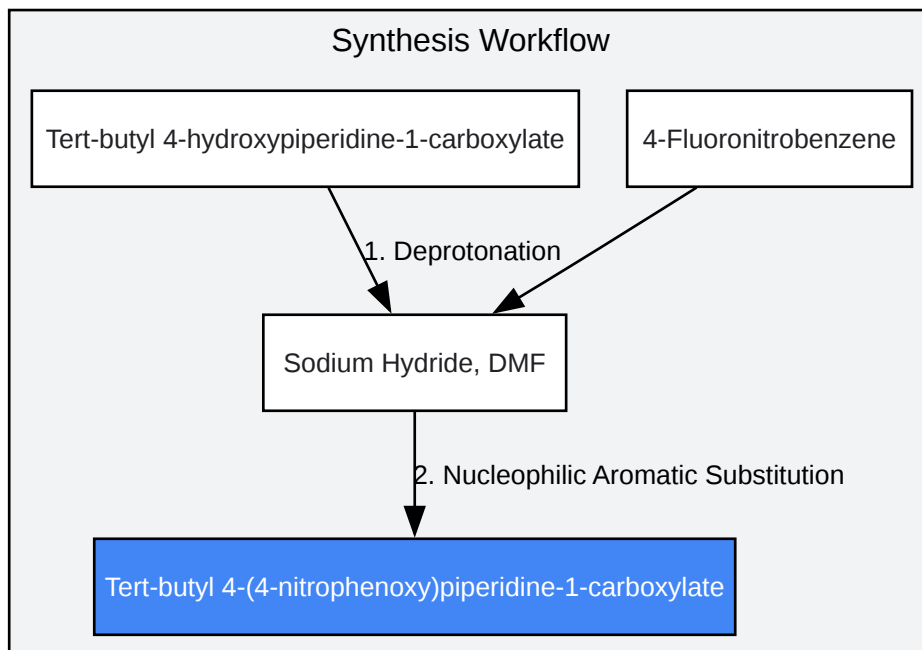 Synthesis Workflow
Tert-butyl 4-hydroxypiperidine-1-carboxylate
4-Fluoronitrobenzene
1. Deprotonation
Sodium Hydride, DMF
2. Nucleophilic Aromatic Substitution
Tert-butyl 4-(4-nitrophenoxy)piperidine-1-carboxylate